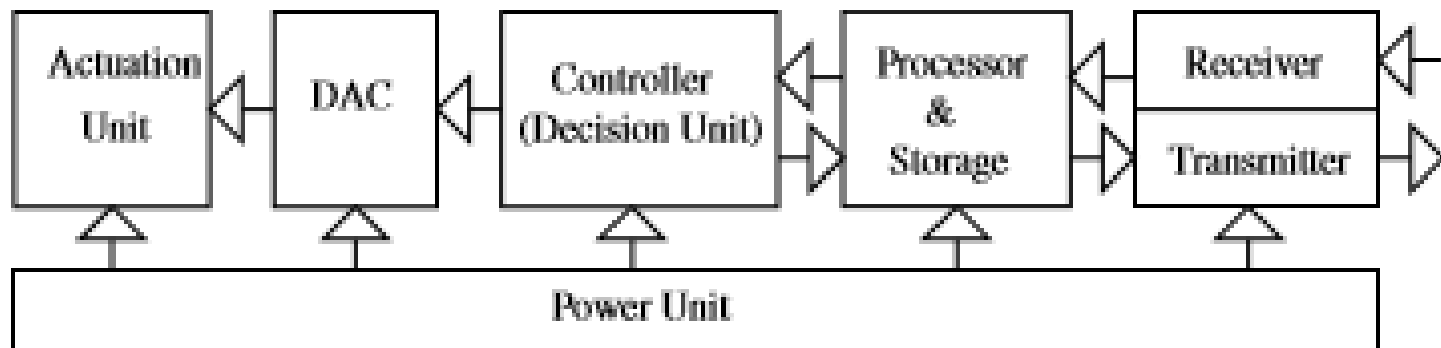 Actuation
Unit
DAC
Controller
(Decision Unit)
Processor
&
Storage
Receiver
Transmitter
Power Unit